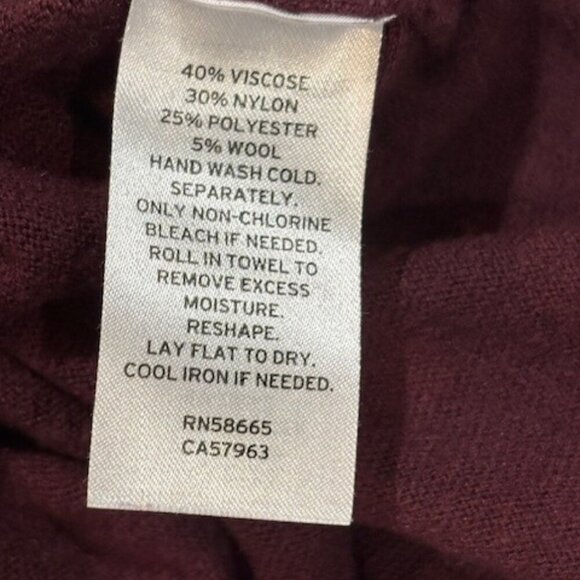 40% VISCOSE
30% NYLON
25% POLYESTER
5% WOOL
HAND WASH COLD.
SEPARATELY.
ONLY NON-CHLORINE
BLEACH IF NEEDED.
ROLL IN TOWEL TO
REMOVE EXCESS
MOISTURE.
RESHAPE.
LAY FLAT TO DRY.
COOL IRON IF NEEDED.
RN58665
CA57963